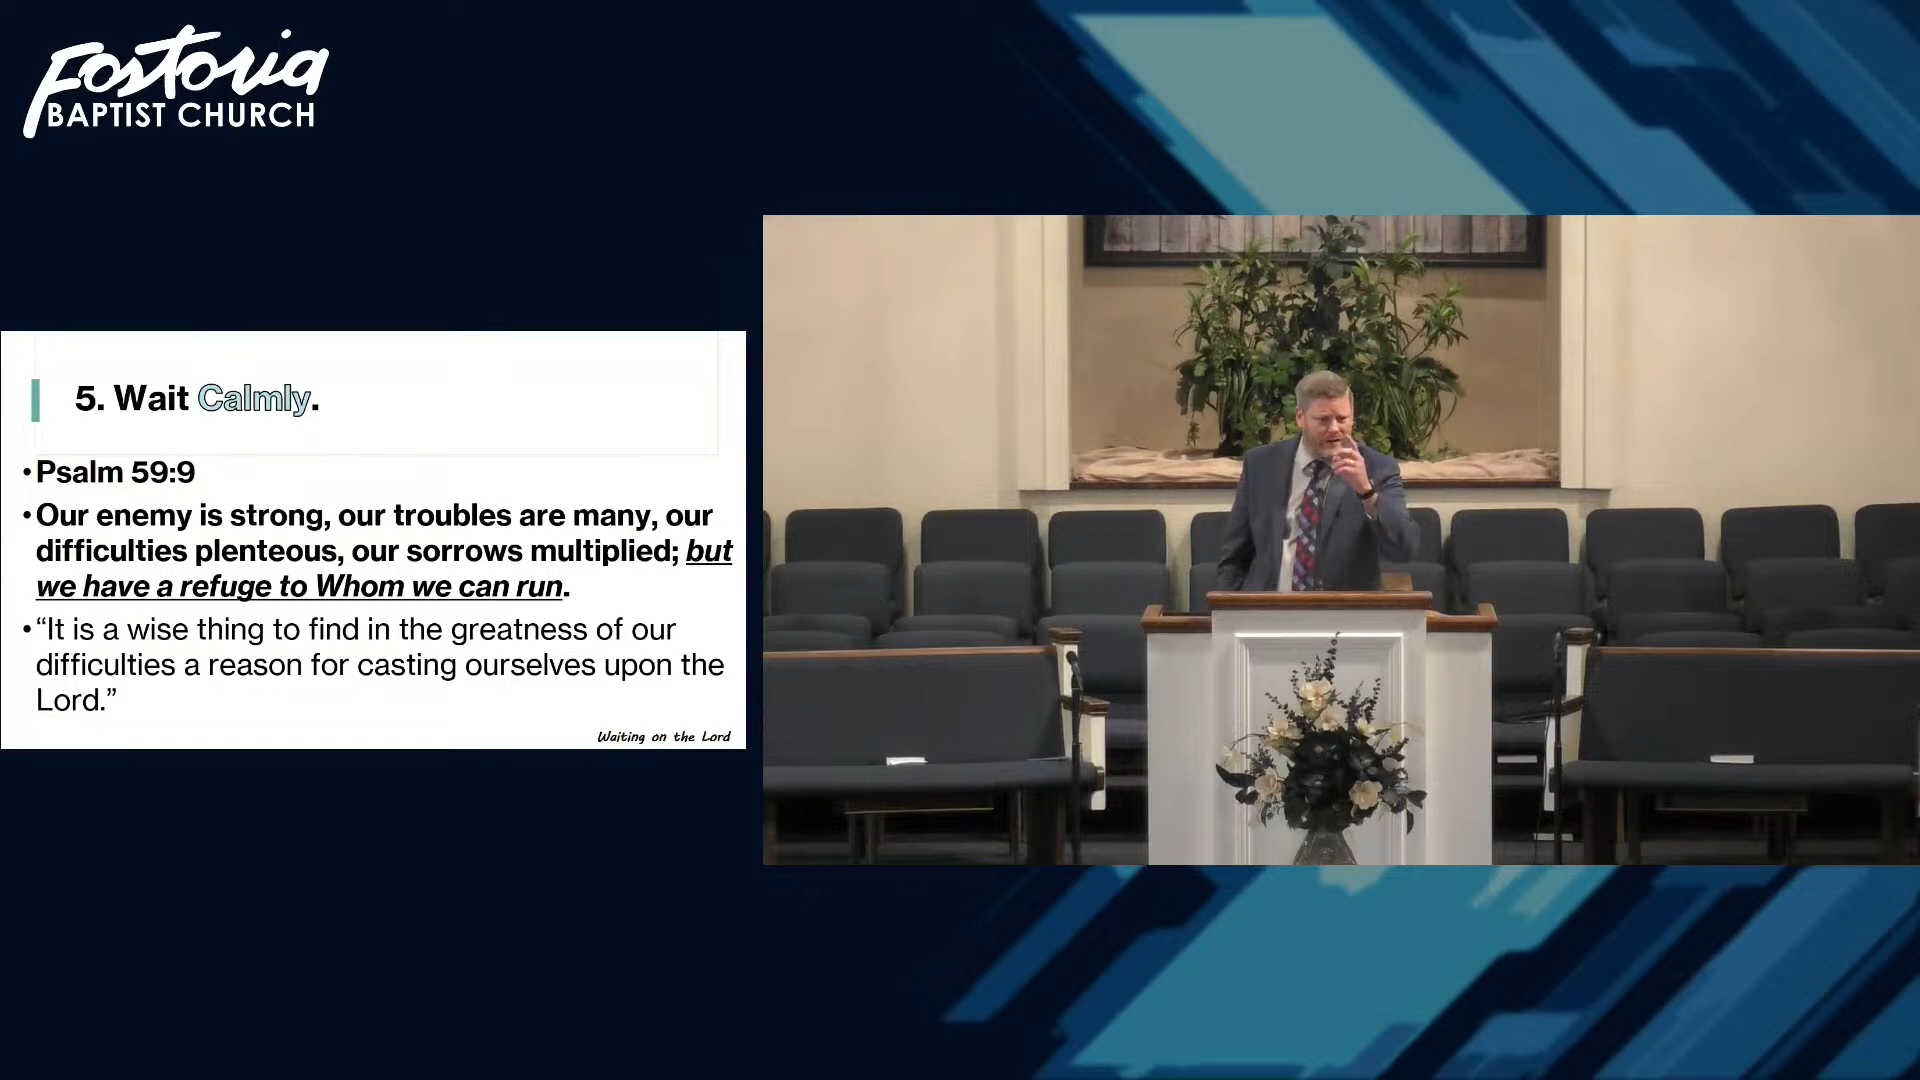 Fostoria
BAPTIST CHURCH
5. Wait Calmly.
•Psalm 59:9
•Our enemy is strong, our troubles are many, our
difficulties plenteous, our sorrows multiplied; but
we have a refuge to Whom we can run.
•“It is a wise thing to find in the greatness of our
difficulties a reason for casting ourselves upon the
Lord.”
Waiting on the Lord